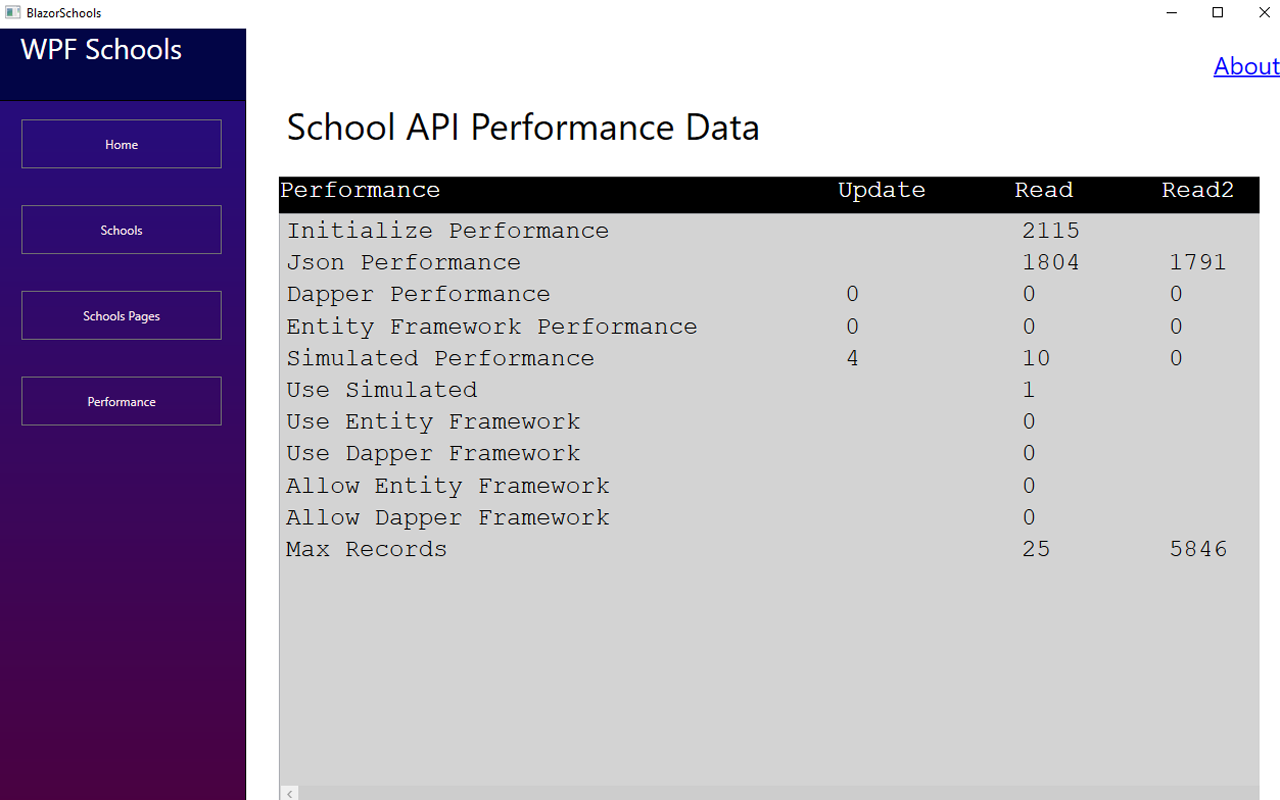 BlazorSchools
WPF Schools
About
Home
Schools
Schools Pages
Performance
School API Performance Data
Performance Update Read Read2
Initialize Performance 2115
Json Performance 1804 1791
Dapper Performance 0 0 0
Entity Framework Performance 0 0 0
Simulated Performance 4 10 0
Use Simulated 1
Use Entity Framework 0
Use Dapper Framework 0
Allow Entity Framework 0
Allow Dapper Framework 0
Max Records 25 5846